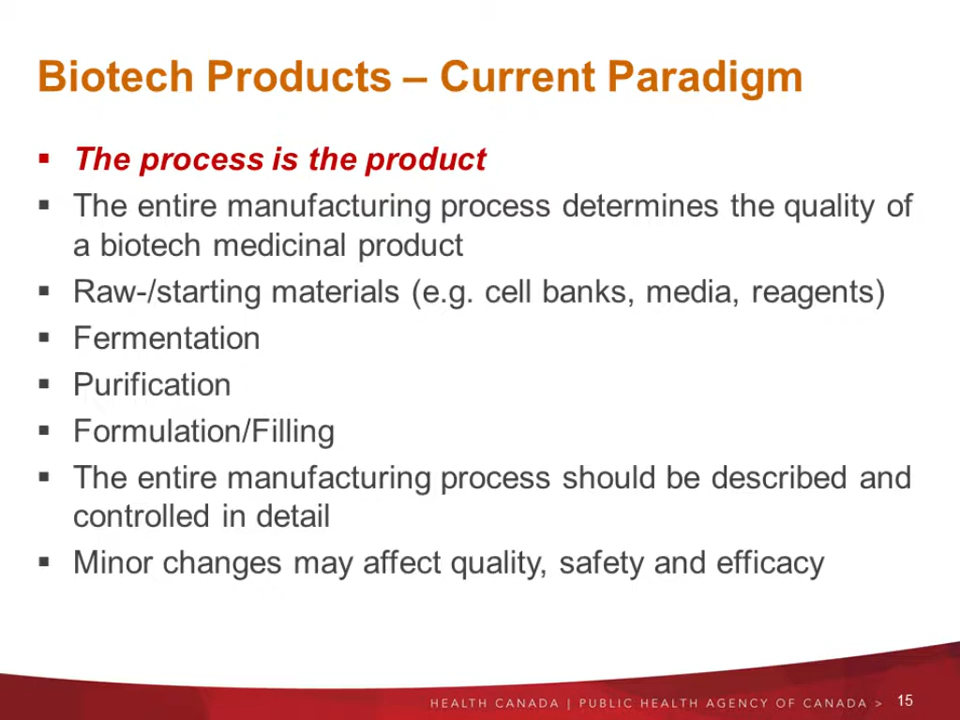 Biotech Products – Current Paradigm
▪ The process is the product
▪ The entire manufacturing process determines the quality of
a biotech medicinal product
▪ Raw-/starting materials (e.g. cell banks, media, reagents)
▪ Fermentation
▪ Purification
▪ Formulation/Filling
▪ The entire manufacturing process should be described and
controlled in detail
▪ Minor changes may affect quality, safety and efficacy
HEALTH CANADA | PUBLIC HEALTH AGENCY OF CANADA > 15